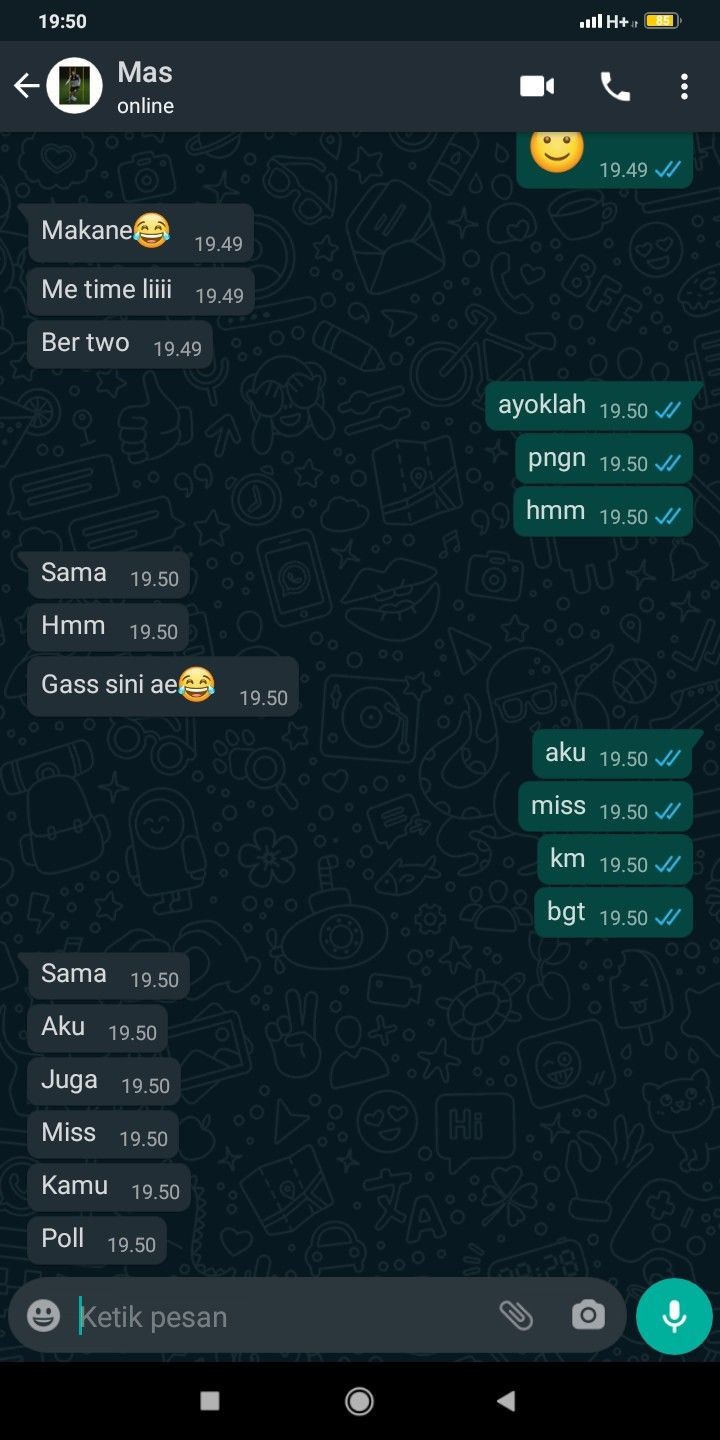 19:50
H+
85
Mas
online
19.49
Makane😂 19.49
Me time liiii 19.49
Ber two 19.49
ayoklah 19.50
pngn 19.50
hmm 19.50
Sama 19.50
Hmm 19.50
Gass sini ae😂 19.50
aku 19.50
miss 19.50
km 19.50
bgt 19.50
Sama 19.50
Aku 19.50
Juga 19.50
Miss 19.50
Kamu 19.50
Poll 19.50
Ketik pesan